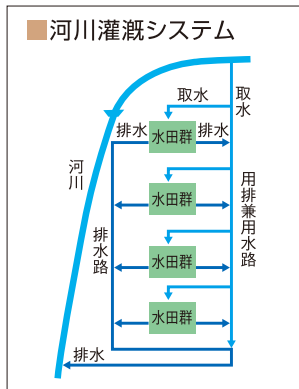 河川灌漑システム
取水
取水
排水
水田群
排水
河川
水田群
用排兼用水路
排水路
水田群
水田群
排水